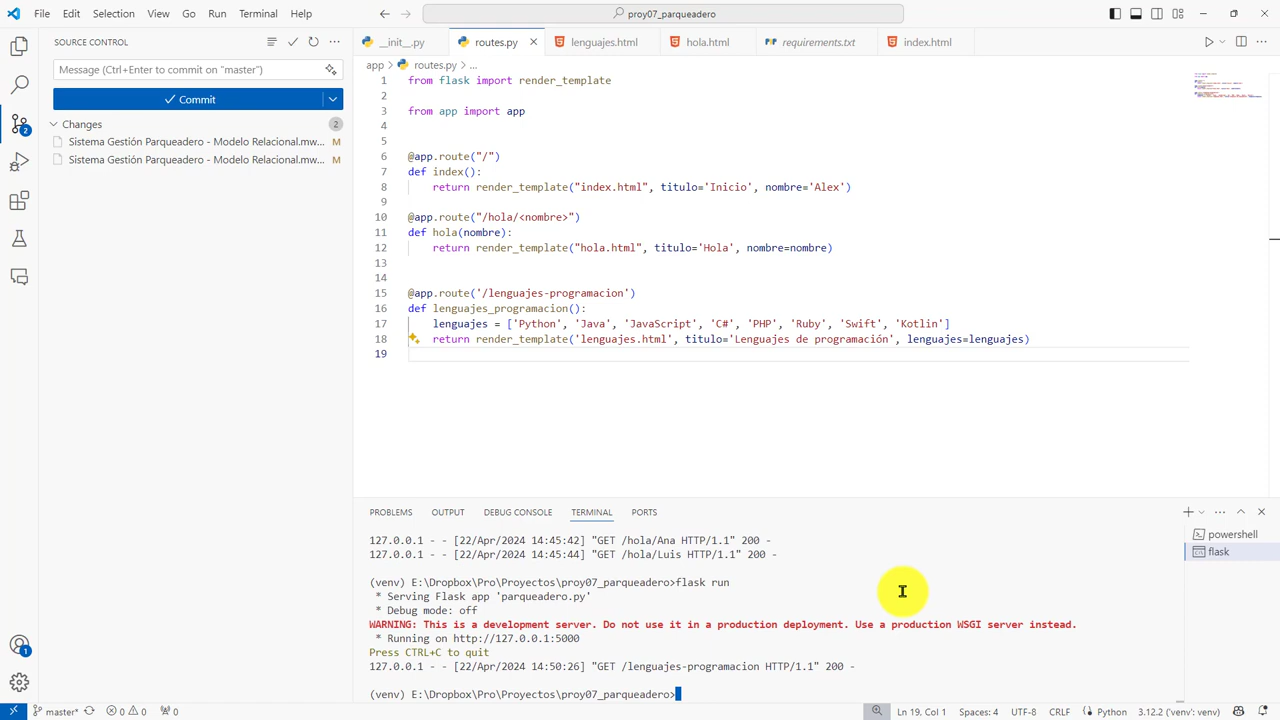 File Edit Selection View Go Run Terminal Help
proy07_parqueadero
SOURCE CONTROL
Message (Ctrl+Enter to commit on "master")
Commit
Changes 2
Sistema Gestión Parqueadero - Modelo Relacional.mw... M
Sistema Gestión Parqueadero - Modelo Relacional.mw... M
2
1
__init__.py
routes.py
lenguajes.html
hola.html
requirements.txt
index.html
app > routes.py > ...
1 from flask import render_template
2
3 from app import app
4
5
6 @app.route("/")
7 def index():
8 return render_template("index.html", titulo='Inicio', nombre='Alex')
9
10 @app.route("/hola/<nombre>")
11 def hola(nombre):
12 return render_template("hola.html", titulo='Hola', nombre=nombre)
13
14
15 @app.route('/lenguajes-programacion')
16 def lenguajes_programacion():
17 lenguajes = ['Python', 'Java', 'JavaScript', 'C#', 'PHP', 'Ruby', 'Swift', 'Kotlin']
18 return render_template('lenguajes.html', titulo='Lenguajes de programación', lenguajes=lenguajes)
19
PROBLEMS OUTPUT DEBUG CONSOLE TERMINAL PORTS
powershell
flask
127.0.0.1 - - [22/Apr/2024 14:45:42] "GET /hola/Ana HTTP/1.1" 200 -
127.0.0.1 - - [22/Apr/2024 14:45:44] "GET /hola/Luis HTTP/1.1" 200 -
(venv) E:\Dropbox\Pro\Proyectos\proy07_parqueadero>flask run
* Serving Flask app 'parqueadero.py'
* Debug mode: off
WARNING: This is a development server. Do not use it in a production deployment. Use a production WSGI server instead.
* Running on http://127.0.0.1:5000
Press CTRL+C to quit
127.0.0.1 - - [22/Apr/2024 14:50:26] "GET /lenguajes-programacion HTTP/1.1" 200 -
(venv) E:\Dropbox\Pro\Proyectos\proy07_parqueadero>
master* 0 0 0
Ln 19, Col 1 Spaces: 4 UTF-8 CRLF Python 3.12.2 ('venv': venv)